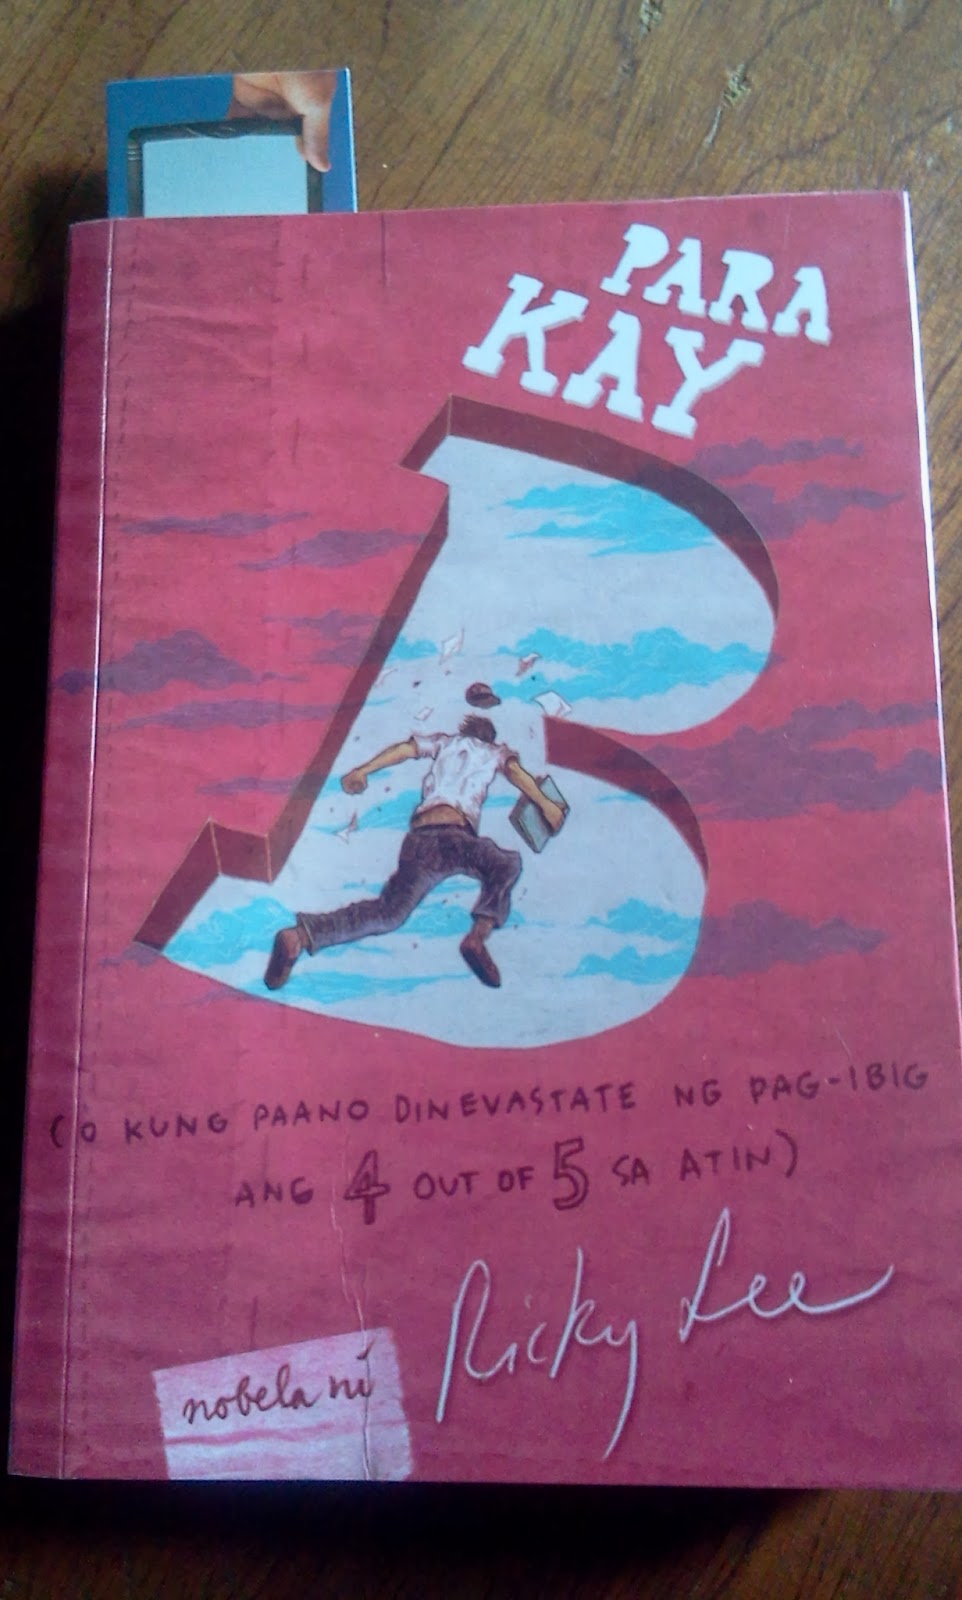 PARA
KAY
B
(O KUNG PAANO DINEVASTATE NG PAG-IBIG
ANG 4 OUT OF 5 SA ATIN)
nobela ni
Ricky Lee